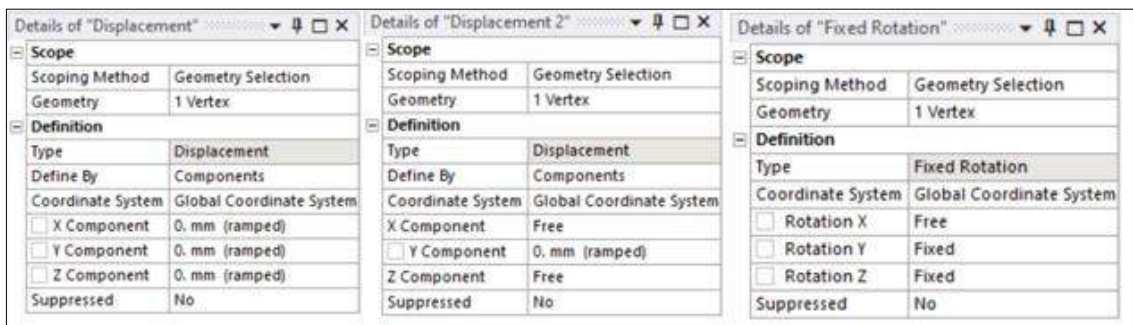 Details of "Displacement"
Scope
Scoping Method Geometry Selection
Geometry 1 Vertex
Definition
Type Displacement
Define By Components
Coordinate System Global Coordinate System
X Component 0. mm (ramped)
Y Component 0. mm (ramped)
Z Component 0. mm (ramped)
Suppressed No
Details of "Displacement 2"
Scope
Scoping Method Geometry Selection
Geometry 1 Vertex
Definition
Type Displacement
Define By Components
Coordinate System Global Coordinate System
X Component Free
Y Component 0. mm (ramped)
Z Component Free
Suppressed No
Details of "Fixed Rotation"
Scope
Scoping Method Geometry Selection
Geometry 1 Vertex
Definition
Type Fixed Rotation
Coordinate System Global Coordinate System
Rotation X Free
Rotation Y Fixed
Rotation Z Fixed
Suppressed No